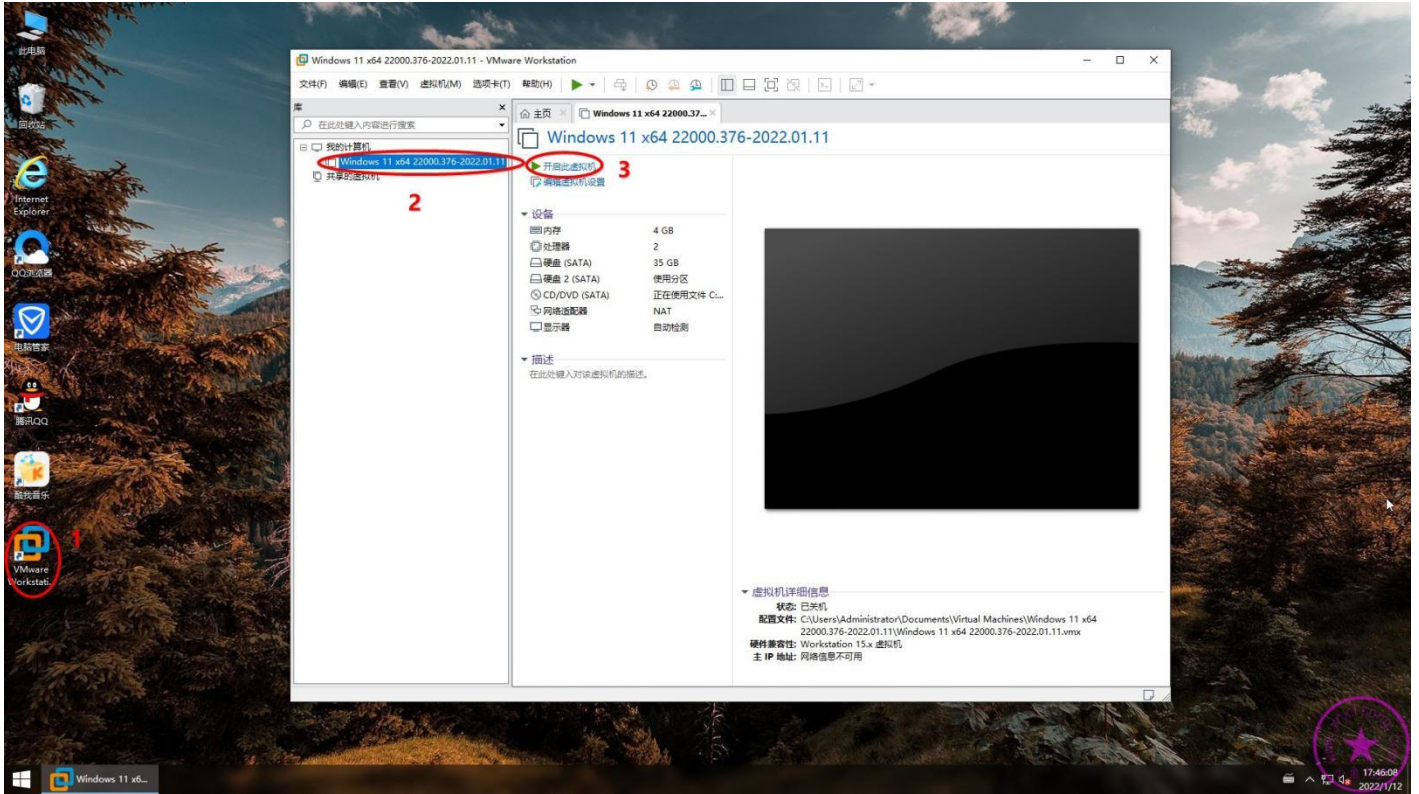 此电脑
回收站
Internet
Explorer
QQ浏览器
电脑管家
腾讯QQ
酷我音乐
VMware
Workstati...
1
Windows 11 x64 22000.376-2022.01.11 - VMware Workstation
文件(F) 编辑(E) 查看(V) 虚拟机(M) 选项卡(T) 帮助(H)
库
在此处键入内容进行搜索
我的计算机
Windows 11 x64 22000.376-2022.01.11
共享的虚拟机
2
主页
Windows 11 x64 22000.37...
Windows 11 x64 22000.376-2022.01.11
开启此虚拟机
3
编辑虚拟机设置
设备
内存 4 GB
处理器 2
硬盘 (SATA) 35 GB
硬盘 2 (SATA) 使用分区
CD/DVD (SATA) 正在使用文件 C:...
网络适配器 NAT
显示器 自动检测
描述
在此处键入对该虚拟机的描述。
虚拟机详细信息
状态: 已关机
配置文件: C:\Users\Administrator\Documents\Virtual Machines\Windows 11 x64
22000.376-2022.01.11\Windows 11 x64 22000.376-2022.01.11.vmx
硬件兼容性: Workstation 15.x 虚拟机
主 IP 地址: 网络信息不可用
Windows 11 x6...
17:46:08
2022/1/12